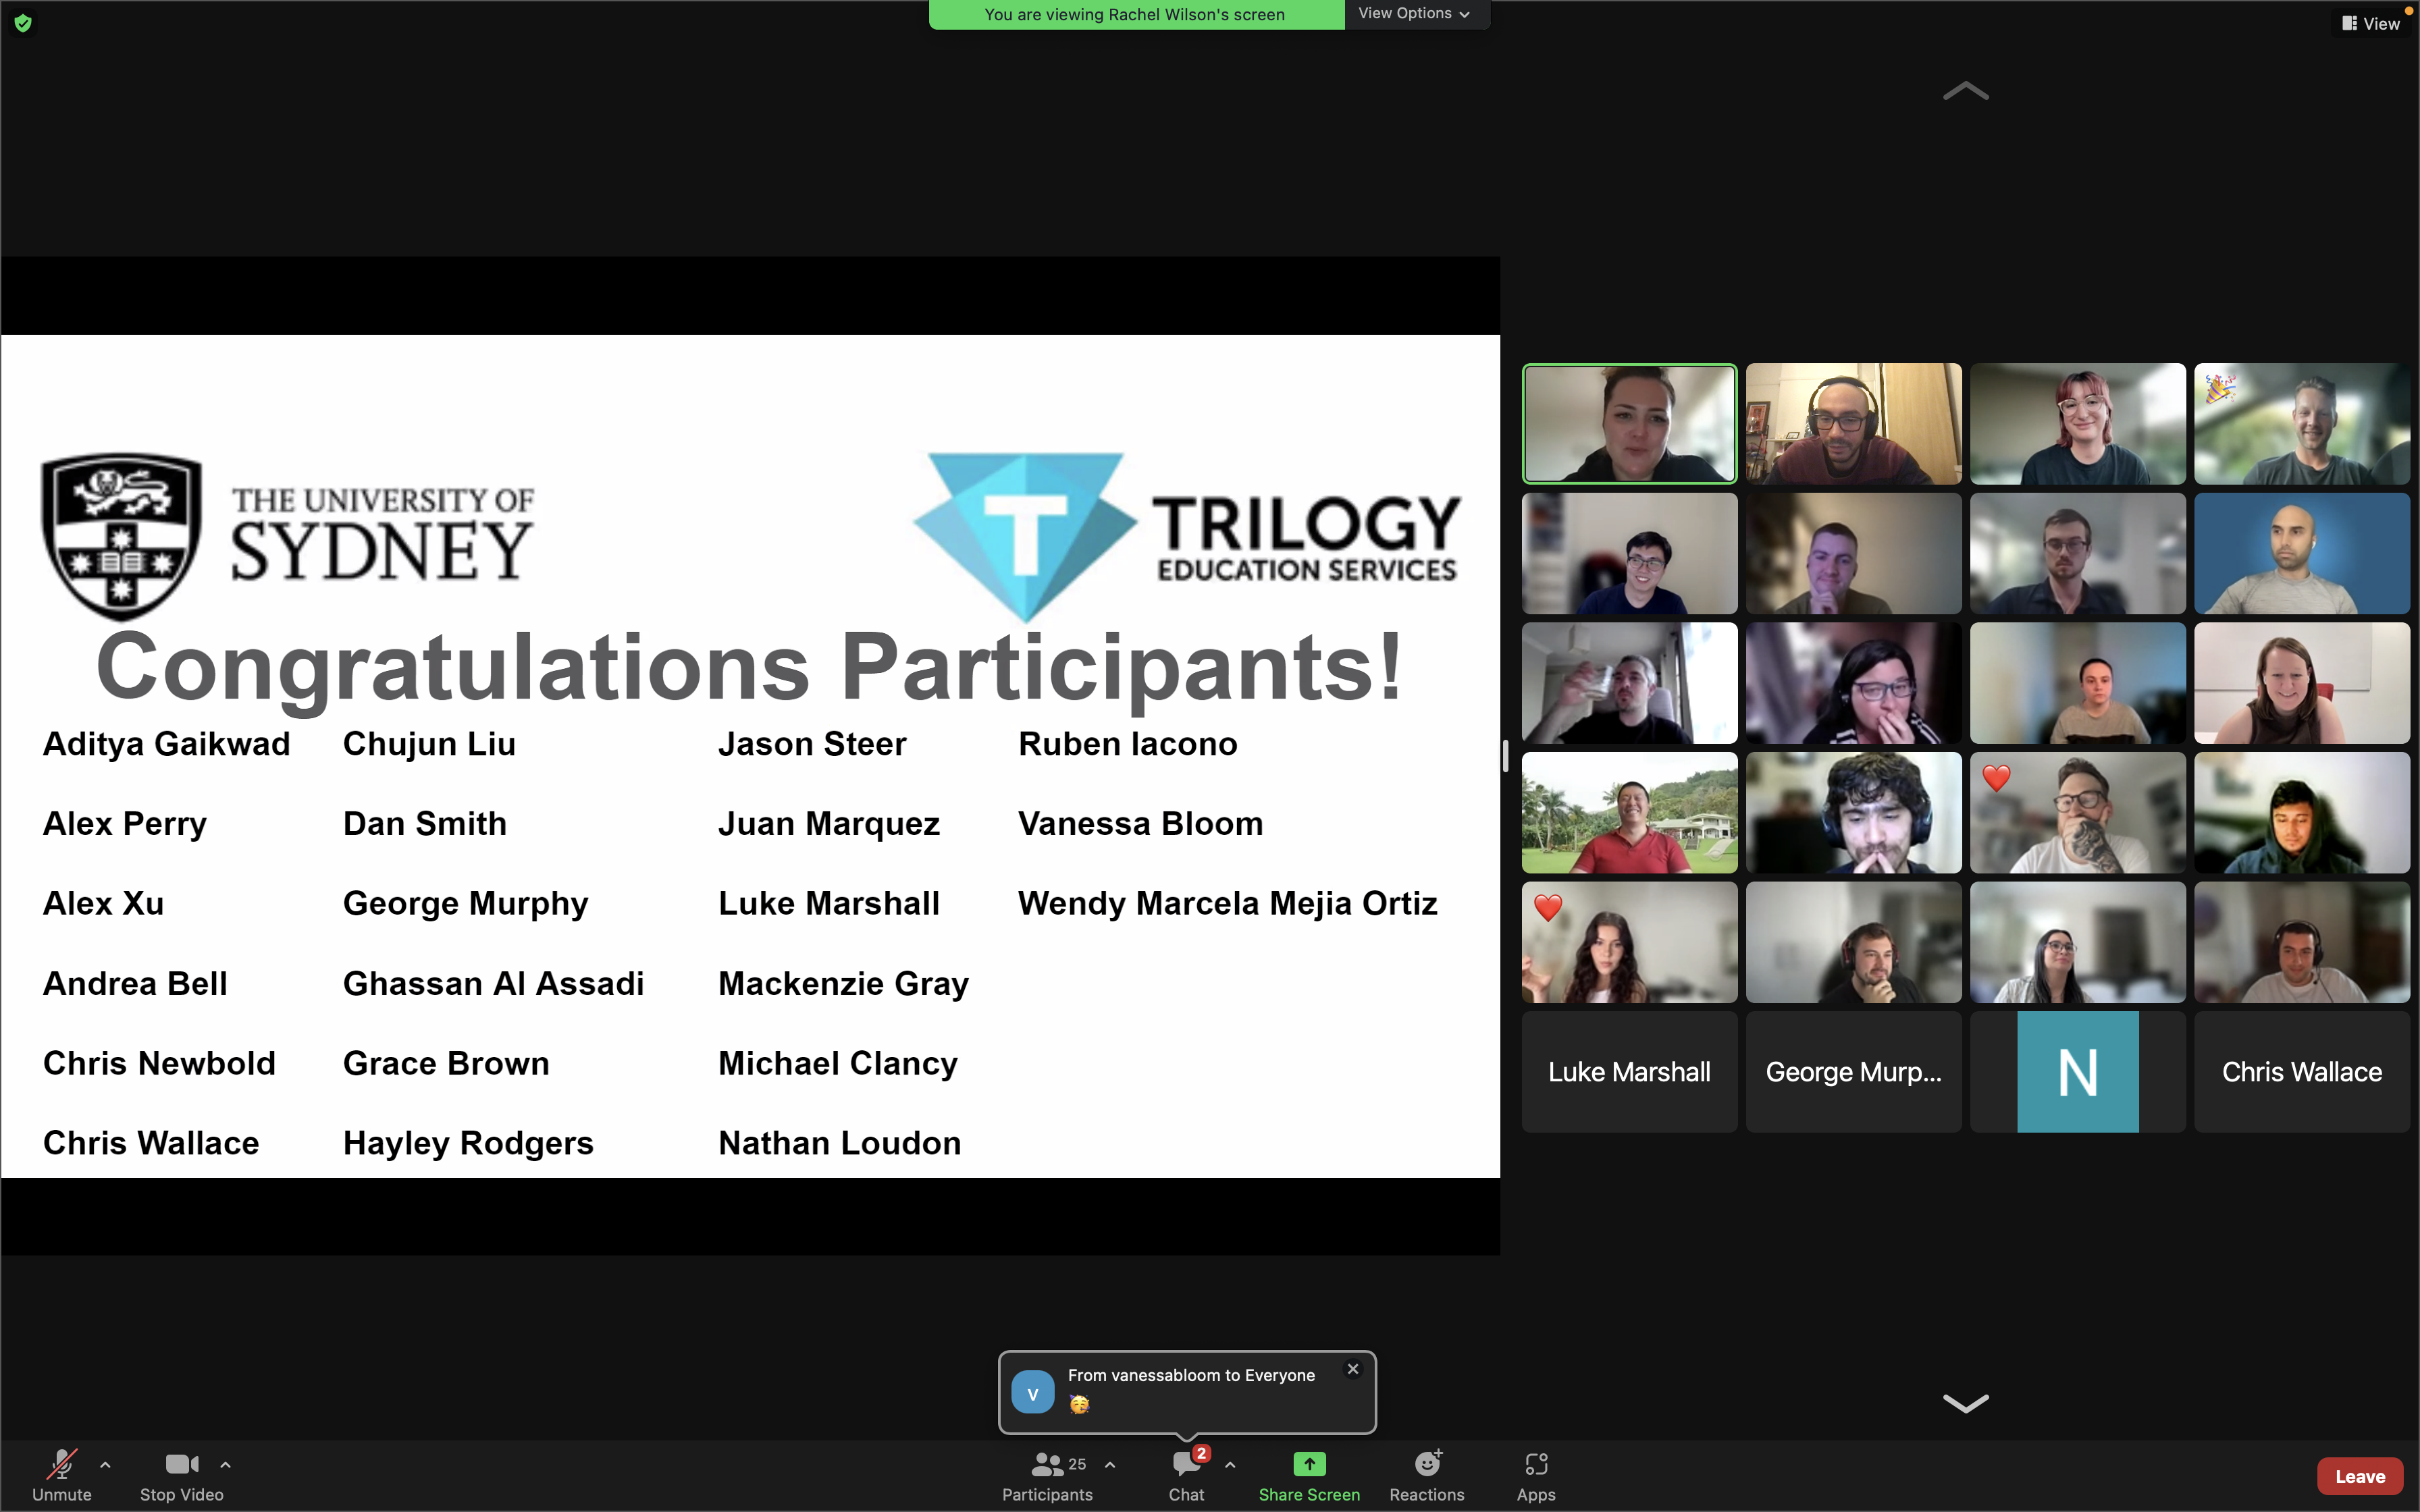 You are viewing Rachel Wilson's screen
View Options
View
THE UNIVERSITY OF
SYDNEY
T
TRILOGY
EDUCATION SERVICES
Congratulations Participants!
Aditya Gaikwad
Alex Perry
Alex Xu
Andrea Bell
Chris Newbold
Chris Wallace
Chujun Liu
Dan Smith
George Murphy
Ghassan Al Assadi
Grace Brown
Hayley Rodgers
Jason Steer
Juan Marquez
Luke Marshall
Mackenzie Gray
Michael Clancy
Nathan Loudon
Ruben Iacono
Vanessa Bloom
Wendy Marcela Mejia Ortiz
Luke Marshall
George Murp...
N
Chris Wallace
From vanessabloom to Everyone
v
🥳
Unmute
Stop Video
25
Participants
2
Chat
Share Screen
Reactions
Apps
Leave